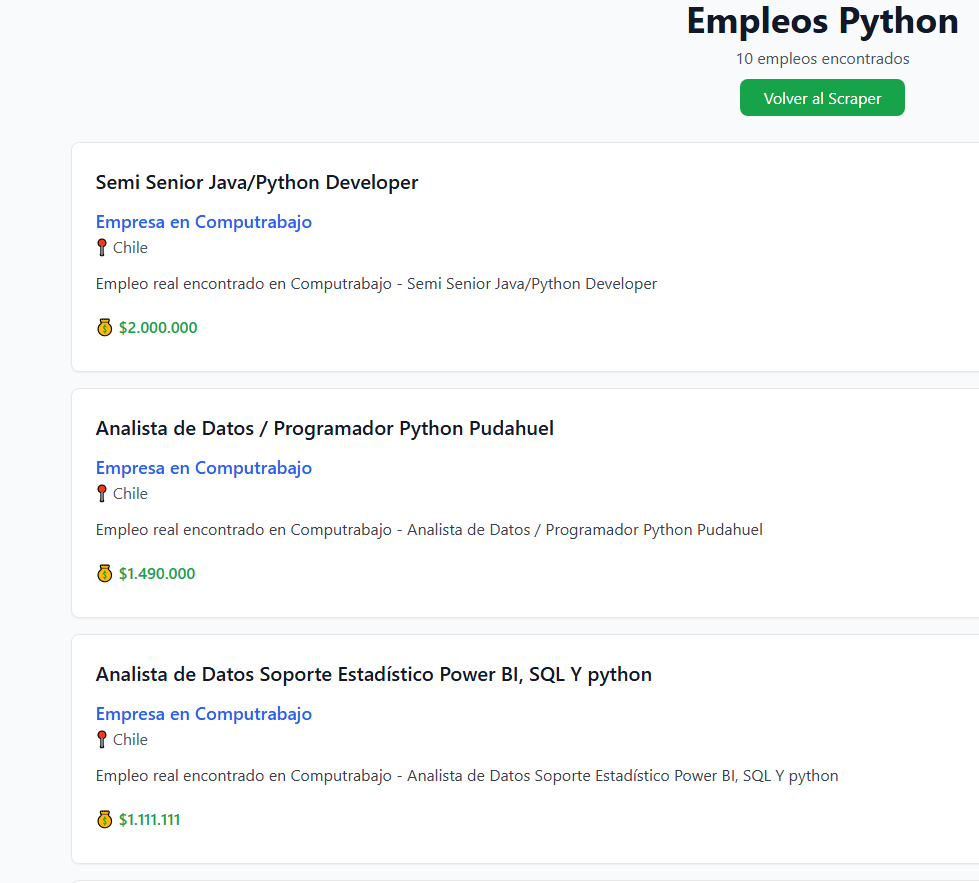 Empleos Python
10 empleos encontrados
Volver al Scraper
Semi Senior Java/Python Developer
Empresa en Computrabajo
Chile
Empleo real encontrado en Computrabajo - Semi Senior Java/Python Developer
$2.000.000
Analista de Datos / Programador Python Pudahuel
Empresa en Computrabajo
Chile
Empleo real encontrado en Computrabajo - Analista de Datos / Programador Python Pudahuel
$1.490.000
Analista de Datos Soporte Estadístico Power BI, SQL Y python
Empresa en Computrabajo
Chile
Empleo real encontrado en Computrabajo - Analista de Datos Soporte Estadístico Power BI, SQL Y python
$1.111.111